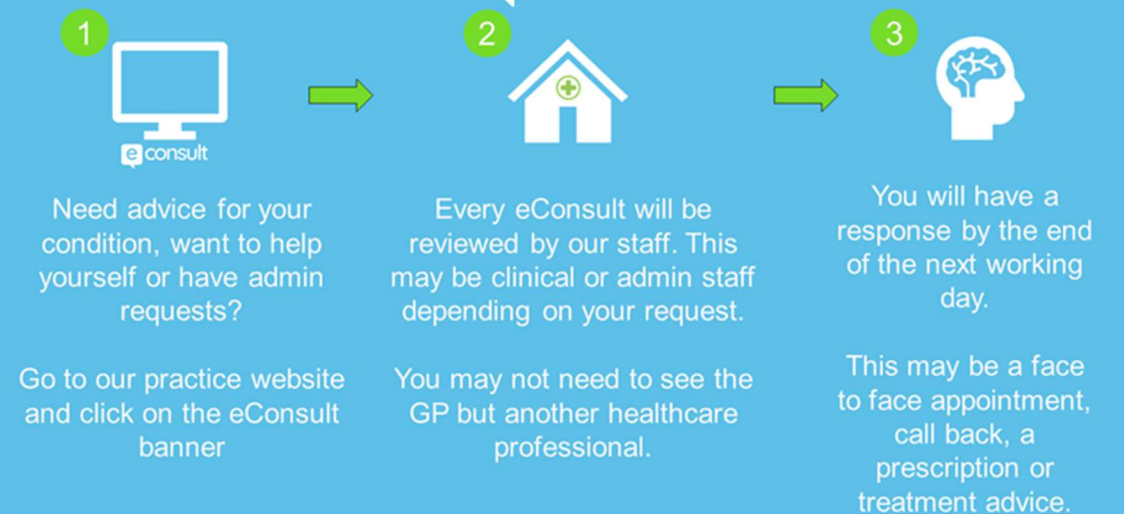 1
e consult
Need advice for your
condition, want to help
yourself or have admin
requests?
Go to our practice website
and click on the eConsult
banner
2
Every eConsult will be
reviewed by our staff. This
may be clinical or admin staff
depending on your request.
You may not need to see the
GP but another healthcare
professional.
3
You will have a
response by the end
of the next working
day.
This may be a face
to face appointment,
call back, a
prescription or
treatment advice.